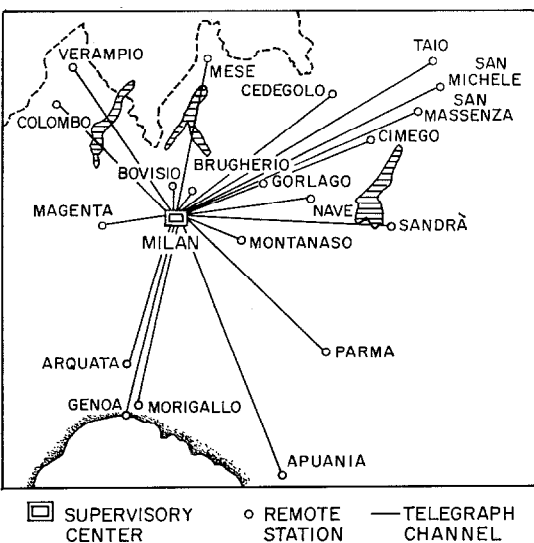 VERAMPIO
MESE
TAIO
SAN
MICHELE
CEDEGOLO
SAN
MASSENZA
COLOMBO
CIMEGO
BRUGHERIO
BOVISIO
GORLAGO
MAGENTA
NAVE
SANDRÀ
MILAN
MONTANASO
PARMA
ARQUATA
GENOA
MORIGALLO
APUANIA
SUPERVISORY
CENTER
REMOTE
STATION
TELEGRAPH
CHANNEL